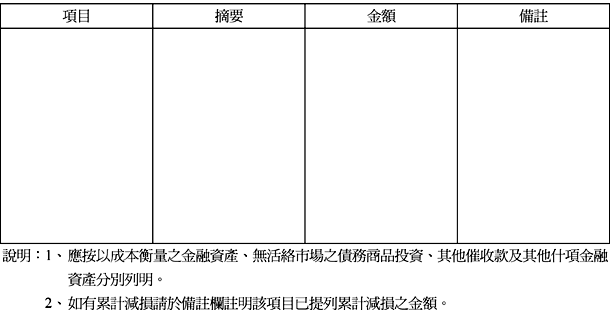 項目 摘要 金額 備註
說明：1、應按以成本衡量之金融資產、無活絡市場之債務商品投資、其他催收款及其他什項金融
資產分別列明。
2、如有累計減損請於備註欄註明該項目已提列累計減損之金額。